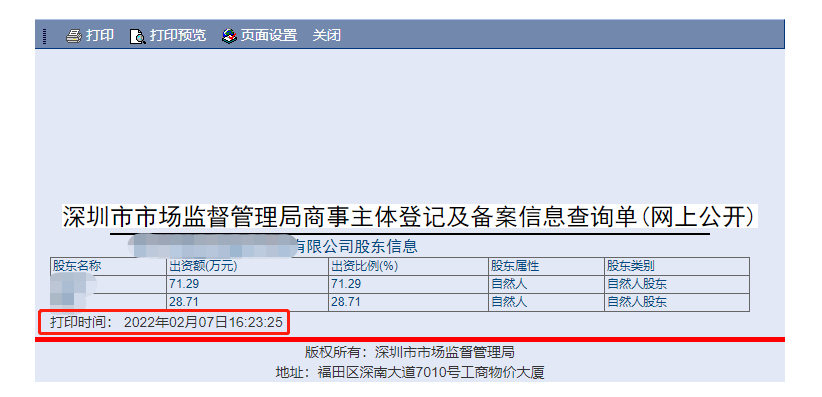 打印 打印预览 页面设置 关闭
深圳市市场监督管理局商事主体登记及备案信息查询单(网上公开)
有限公司股东信息
股东名称 出资额(万元) 出资比例(%) 股东属性 股东类别
71.29 71.29 自然人 自然人股东
28.71 28.71 自然人 自然人股东
打印时间： 2022年02月07日16:23:25
版权所有：深圳市市场监督管理局
地址：福田区深南大道7010号工商物价大厦